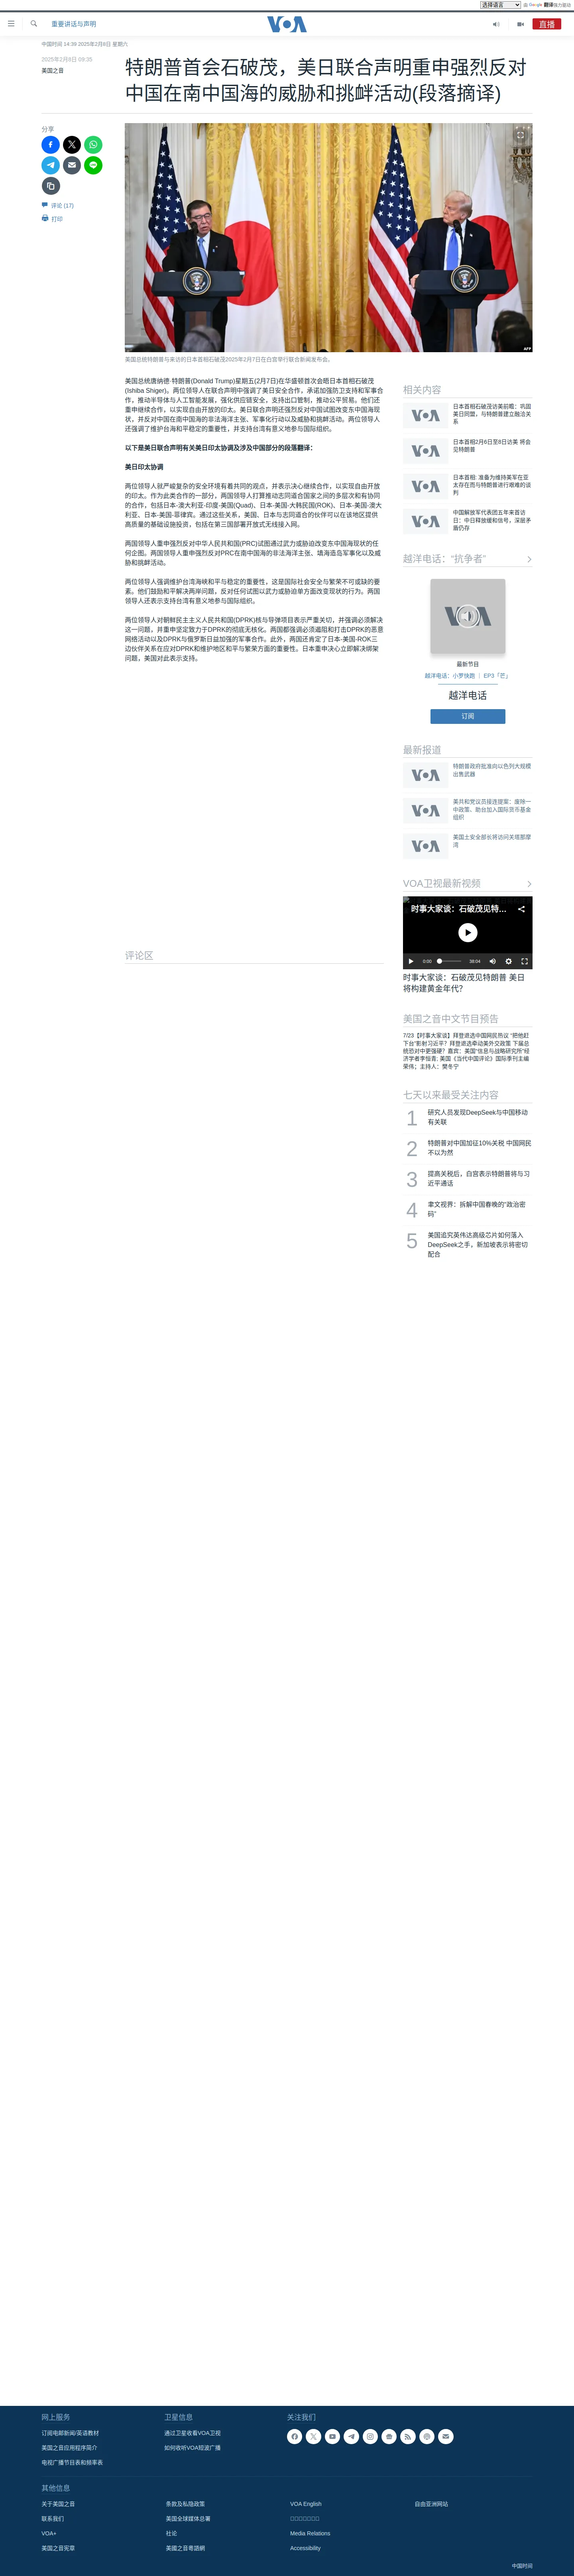 选择语言
由 Google 翻译强力驱动
重要讲话与声明
VOA
直播
中国时间 14:36 2025年2月8日 星期六
2025年2月8日 09:35
美国之音
特朗普首会石破茂，美日联合声明重申强烈反对
中国在南中国海的威胁和挑衅活动(段落摘译)
分享
评论 (17)
打印
AFP
美国总统特朗普与来访的日本首相石破茂2025年2月7日在白宫举行联合新闻发布会。
美国总统唐纳德·特朗普(Donald Trump)星期五(2月7日)在华盛顿首次会晤日本首相石破茂
(Ishiba Shiger)。两位领导人在联合声明中强调了美日安全合作，承诺加强防卫支持和军事合
作，推动半导体与人工智能发展，强化供应链安全，支持出口管制，推动公平贸易。他们还
重申继续合作，以实现自由开放的印太。美日联合声明还强烈反对中国试图改变东中国海现
状，并反对中国在南中国海的非法海洋主张、军事化行动以及威胁和挑衅活动。两位领导人
还强调了维护台海和平稳定的重要性，并支持台湾有意义地参与国际组织。
以下是美日联合声明有关美日印太协调及涉及中国部分的段落翻译：
美日印太协调
两位领导人就严峻复杂的安全环境有着共同的观点，并表示决心继续合作，以实现自由开放
的印太。作为此类合作的一部分，两国领导人打算推动志同道合国家之间的多层次和有协同
的合作，包括日本-澳大利亚-印度-美国(Quad)、日本-美国-大韩民国(ROK)、日本-美国-澳大
利亚、日本-美国-菲律宾。通过这些关系，美国、日本与志同道合的伙伴可以在该地区提供
高质量的基础设施投资，包括在第三国部署开放式无线接入网。
两国领导人重申强烈反对中华人民共和国(PRC)试图通过武力或胁迫改变东中国海现状的任
何企图。两国领导人重申强烈反对PRC在南中国海的非法海洋主张、填海造岛军事化以及威
胁和挑衅活动。
两位领导人强调维护台湾海峡和平与稳定的重要性，这是国际社会安全与繁荣不可或缺的要
素。他们鼓励和平解决两岸问题，反对任何试图以武力或胁迫单方面改变现状的行为。两国
领导人还表示支持台湾有意义地参与国际组织。
两位领导人对朝鲜民主主义人民共和国(DPRK)核与导弹项目表示严重关切，并强调必须解决
这一问题，并重申坚定致力于DPRK的彻底无核化。两国都强调必须遏阻和打击DPRK的恶意
网络活动以及DPRK与俄罗斯日益加强的军事合作。此外，两国还肯定了日本-美国-ROK三
边伙伴关系在应对DPRK和维护地区和平与繁荣方面的重要性。日本重申决心立即解决绑架
问题，美国对此表示支持。
评论区
相关内容
VOA
日本首相石破茂访美前瞻：巩固
美日同盟，与特朗普建立融洽关
系
VOA
日本首相2月6日至8日访美 将会
见特朗普
VOA
日本首相: 准备为维持美军在亚
太存在而与特朗普进行艰难的谈
判
VOA
中国解放军代表团五年来首访
日：中日释放缓和信号，深层矛
盾仍存
越洋电话：“抗争者”
VOA
最新节目
越洋电话：小罗快跑 ｜ EP3「芒」
越洋电话
订阅
最新报道
VOA
特朗普政府批准向以色列大规模
出售武器
VOA
美共和党议员接连提案：废除一
中政策、助台加入国际货币基金
组织
VOA
美国土安全部长将访问关塔那摩
湾
VOA卫视最新视频
时事大家谈：石破茂见特...
0:00
38:04
时事大家谈：石破茂见特朗普 美日
将构建黄金年代？
美国之音中文节目预告
7/23【时事大家谈】拜登退选中国网民热议 “把他赶
下台”影射习近平？拜登退选牵动美外交政策 下届总
统恐对中更强硬？嘉宾：美国“信息与战略研究所”经
济学者李恒青; 美国《当代中国评论》国际季刊主编
荣伟；主持人：樊冬宁
七天以来最受关注内容
1
研究人员发现DeepSeek与中国移动
有关联
2
特朗普对中国加征10%关税 中国网民
不以为然
3
提高关税后，白宫表示特朗普将与习
近平通话
4
聿文视界：拆解中国春晚的“政治密
码”
5
美国追究英伟达高级芯片如何落入
DeepSeek之手，新加坡表示将密切
配合
网上服务
订阅电邮新闻/英语教材
美国之音应用程序简介
电视广播节目表和频率表
卫星信息
通过卫星收看VOA卫视
如何收听VOA短波广播
关注我们
其他信息
关于美国之音
条款及私隐政策
VOA English
自由亚洲网站
联系我们
美国全球媒体总署
VOA+
社论
Media Relations
美国之音宪章
美國之音粵語網
Accessibility
中国时间